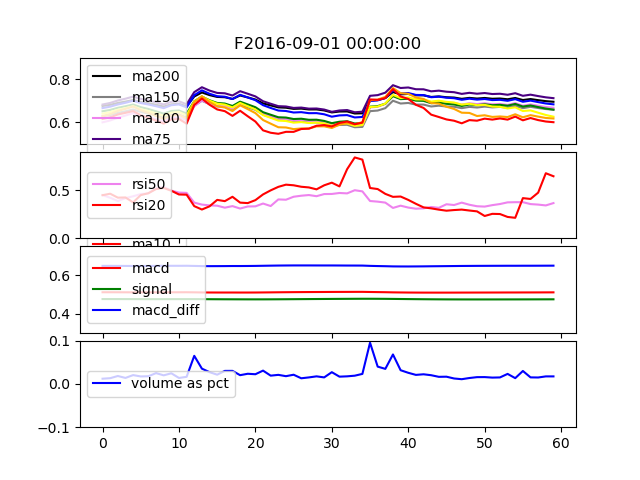 F2016-09-01 00:00:00
0.8
0.6
ma200
ma150
ma100
ma75
0.5
0.0
rsi50
rsi20
ma10
0.6
0.4
macd
signal
macd_diff
0.1
0.0
−0.1
volume as pct
0 10 20 30 40 50 60